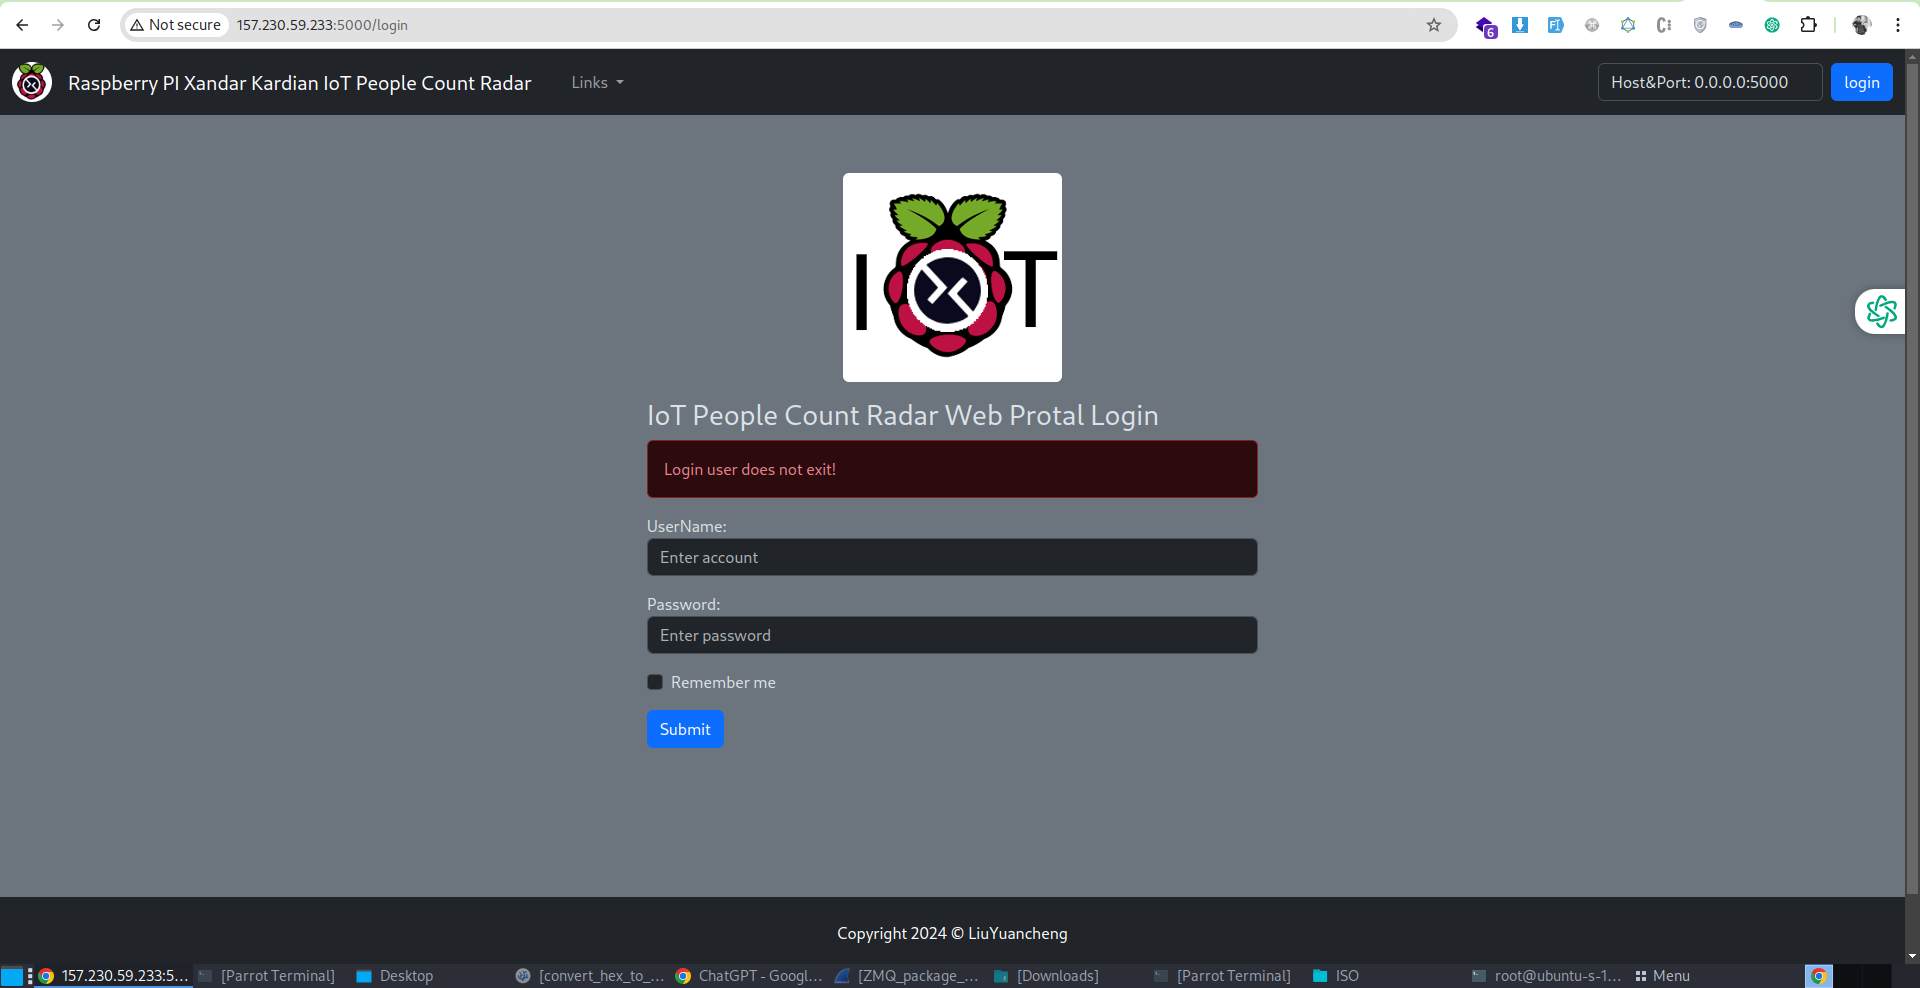 Not secure 157.230.59.233:5000/login
6
Raspberry PI Xandar Kardian IoT People Count Radar Links Host&Port: 0.0.0.0:5000 login
I T
IoT People Count Radar Web Protal Login
Login user does not exit!
UserName:
Enter account
Password:
Enter password
Remember me
Submit
Copyright 2024 © LiuYuancheng
157.230.59.233:5... [Parrot Terminal] Desktop [convert_hex_to_... ChatGPT - Googl... [ZMQ_package_... [Downloads] [Parrot Terminal] ISO root@ubuntu-s-1... Menu